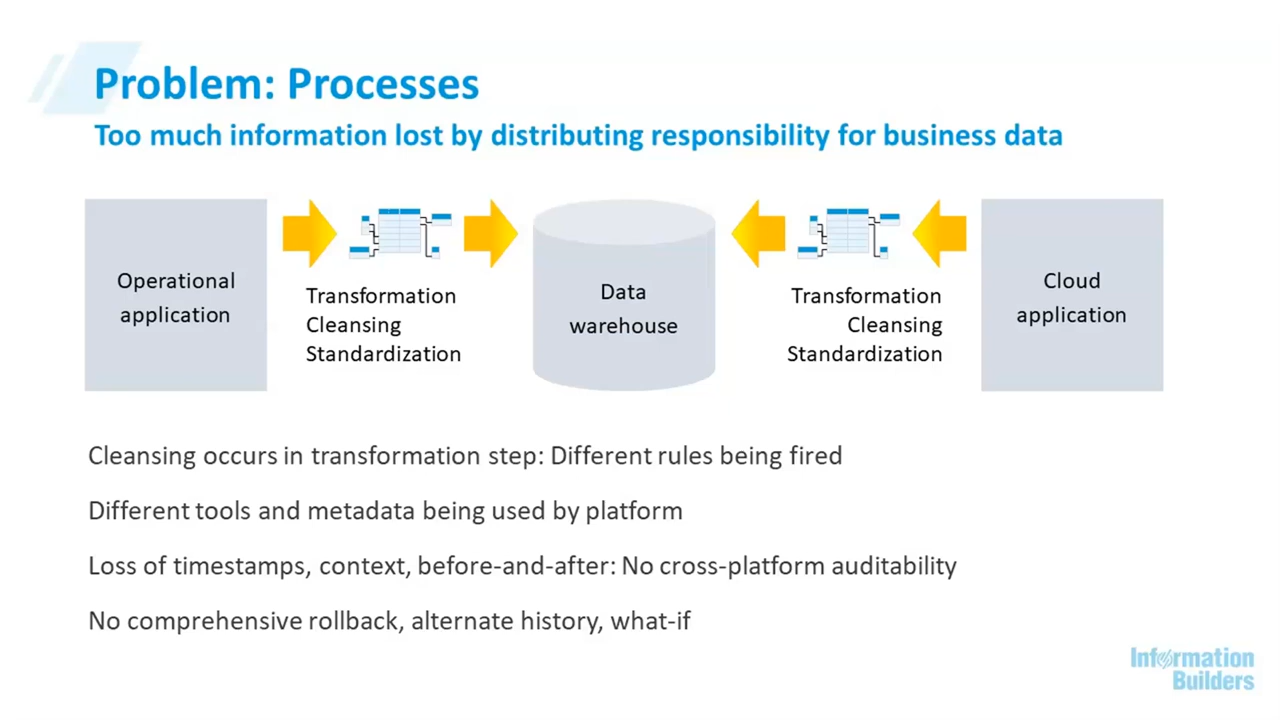 Problem: Processes
Too much information lost by distributing responsibility for business data
Operational
application
Transformation
Cleansing
Standardization
Data
warehouse
Transformation
Cleansing
Standardization
Cloud
application
Cleansing occurs in transformation step: Different rules being fired
Different tools and metadata being used by platform
Loss of timestamps, context, before-and-after: No cross-platform auditability
No comprehensive rollback, alternate history, what-if
Information
Builders